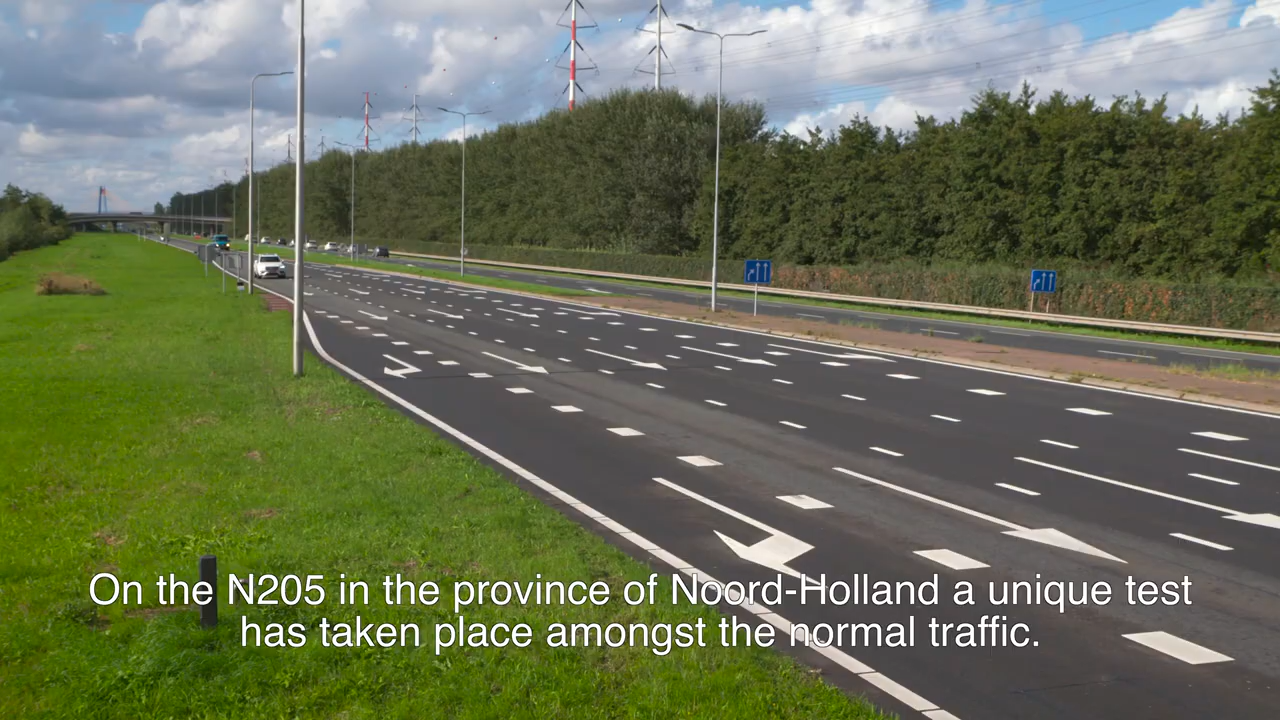 On the N205 in the province of Noord-Holland a unique test
has taken place amongst the normal traffic.